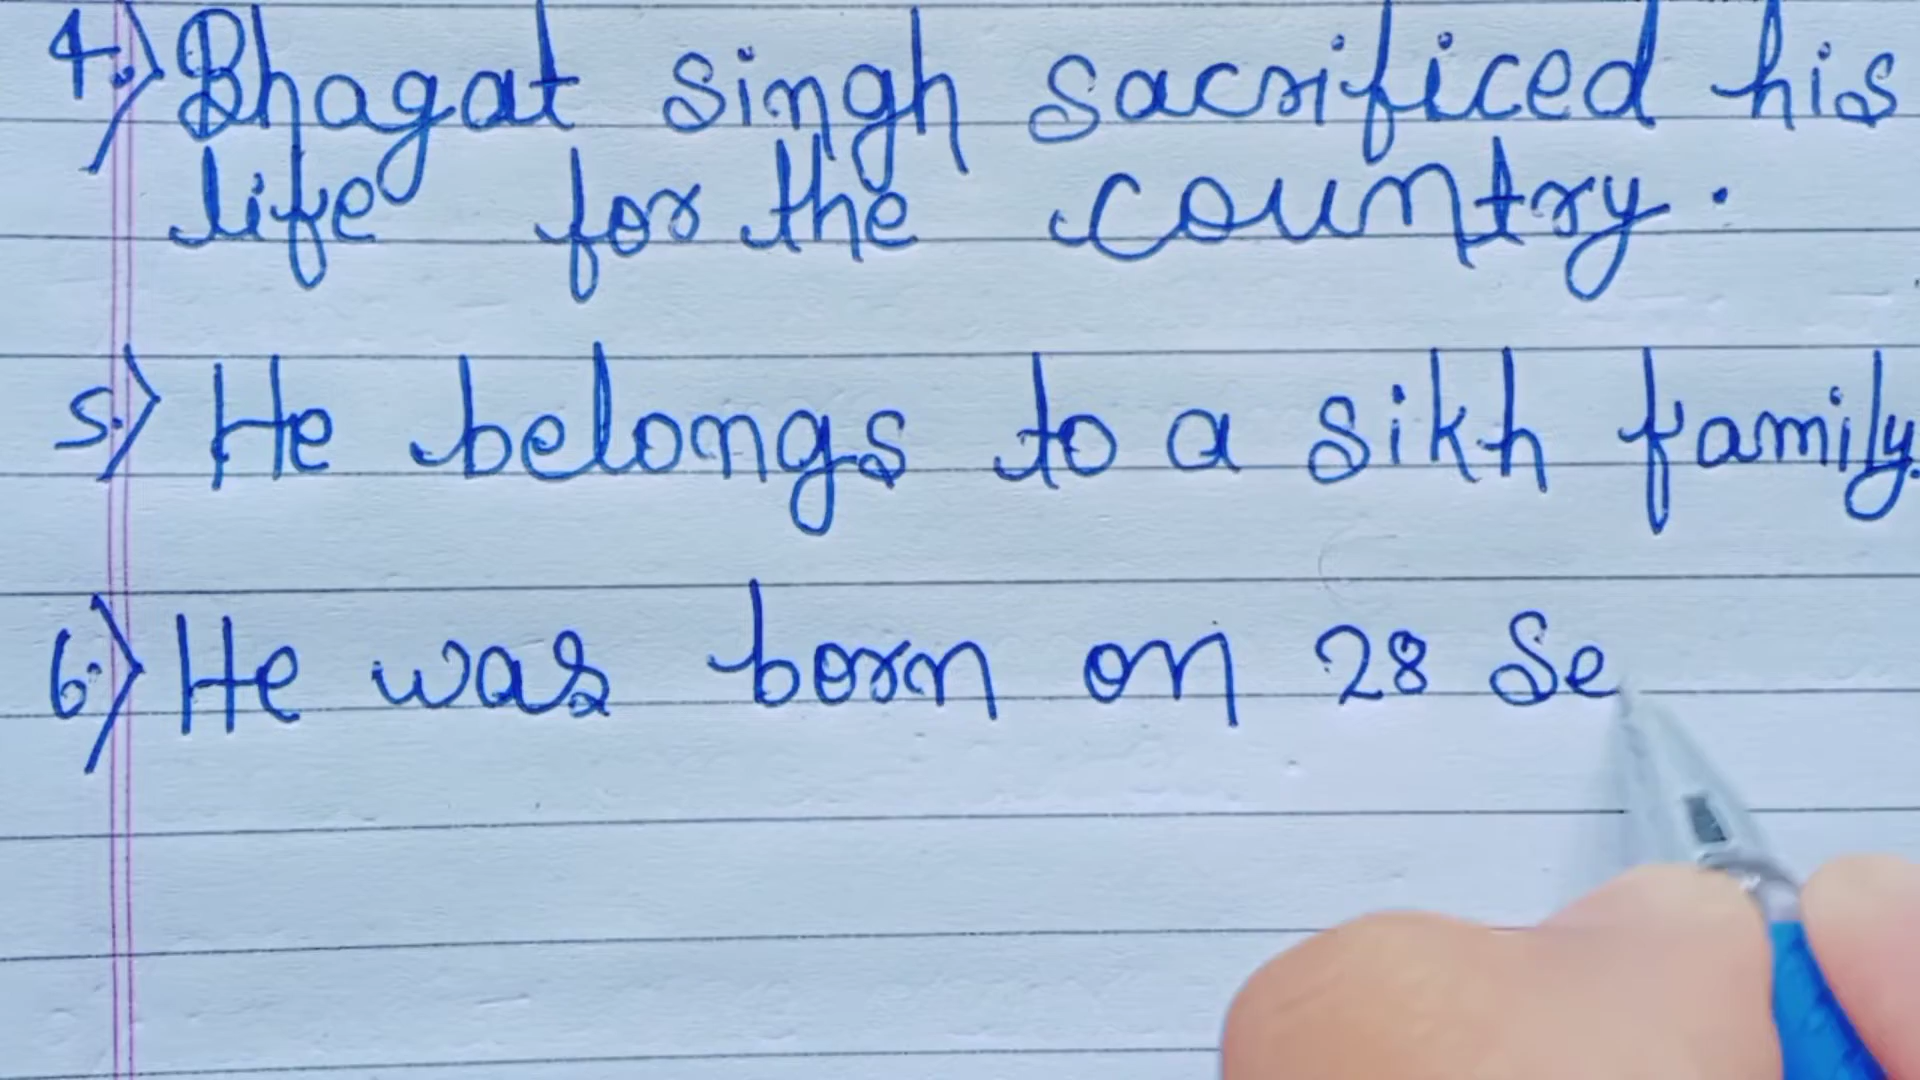 4.) Bhagat singh sacrificed his
life for the country.
5.) He belongs to a sikh family.
6.) He was born on 28 Se